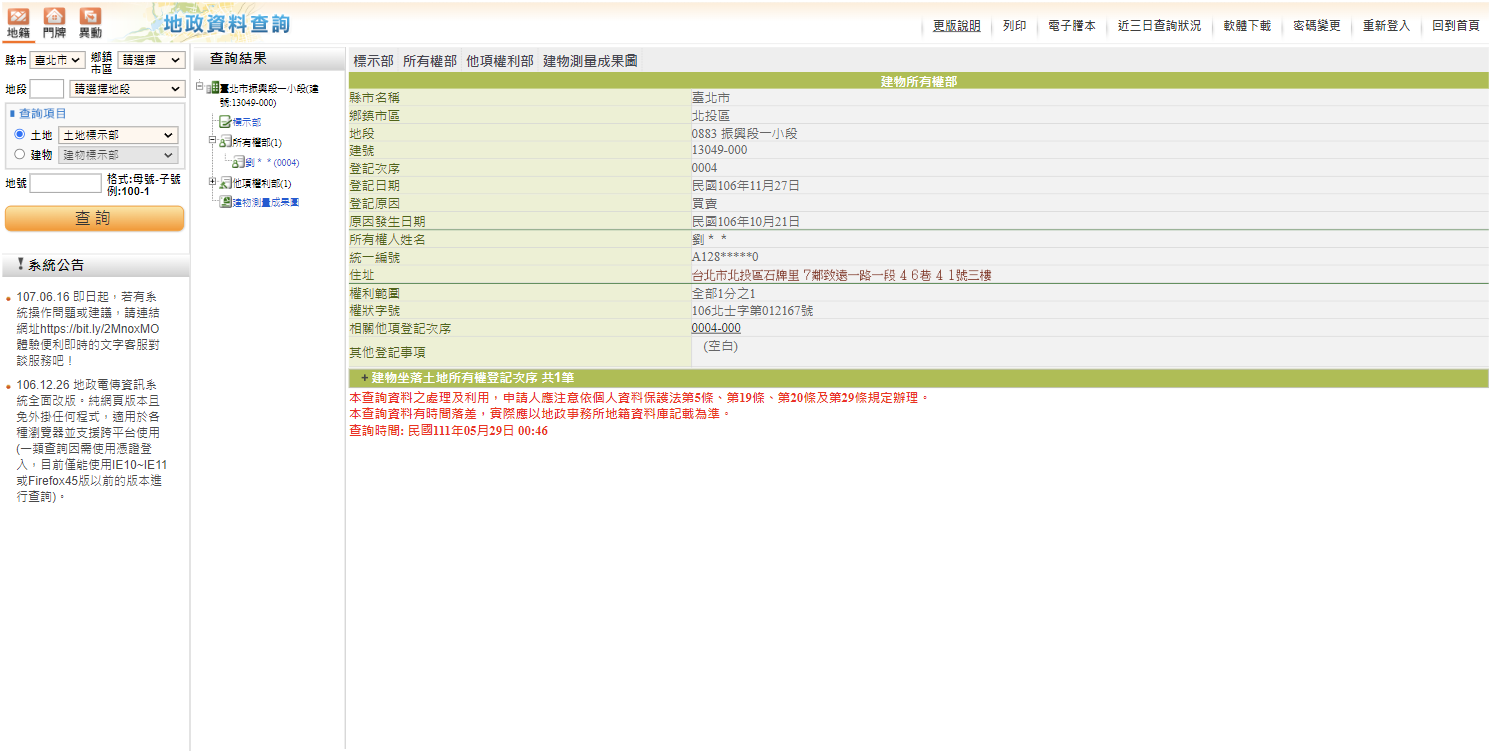 地籍 門牌 異動
地政資料查詢
更版說明 列印 電子謄本 近三日查詢狀況 軟體下載 密碼變更 重新登入 回到首頁
縣市 臺北市 鄉鎮市區 請選擇
地段 請選擇地段
查詢項目
土地 土地標示部
建物 建物標示部
地號 格式:母號-子號
例:100-1
查 詢
系統公告
107.06.16 即日起，若有系
統操作問題或建議，請連結
網址https://bit.ly/2MnoxMO
體驗便利即時的文字客服對
談服務吧！
106.12.26 地政電傳資訊系
統全面改版。純網頁版本且
免外掛任何程式，適用於各
種瀏覽器並支援跨平台使用
(一類查詢因需使用憑證登
入，目前僅能使用IE10~IE11
或Firefox45版以前的版本進
行查詢)。
查詢結果
臺北市振興段一小段(建
號:13049-000)
標示部
所有權部(1)
劉＊＊(0004)
他項權利部(1)
建物測量成果圖
標示部 所有權部 他項權利部 建物測量成果圖
建物所有權部
縣市名稱 臺北市
鄉鎮市區 北投區
地段 0883 振興段一小段
建號 13049-000
登記次序 0004
登記日期 民國106年11月27日
登記原因 買賣
原因發生日期 民國106年10月21日
所有權人姓名 劉＊＊
統一編號 A128*****0
住址 台北市北投區石牌里７鄰致遠一路一段４６巷４１號三樓
權利範圍 全部1分之1
權狀字號 106北士字第012167號
相關他項登記次序 0004-000
其他登記事項 (空白)
+ 建物坐落土地所有權登記次序 共1筆
本查詢資料之處理及利用，申請人應注意依個人資料保護法第5條、第19條、第20條及第29條規定辦理。
本查詢資料有時間落差，實際應以地政事務所地籍資料庫記載為準。
查詢時間: 民國111年05月29日 00:46